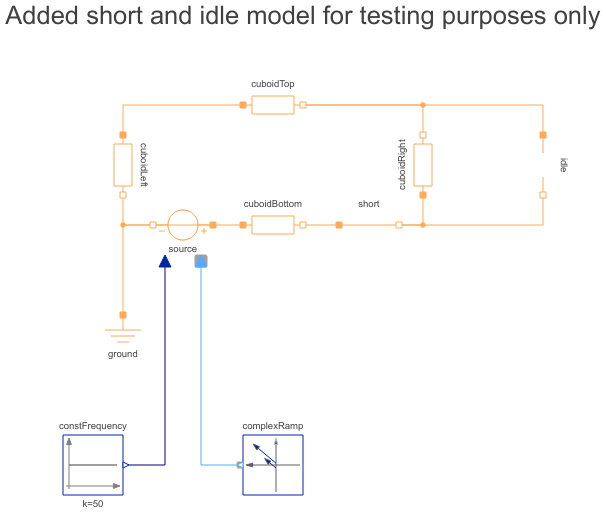 Added short and idle model for testing purposes only
cuboidTop
cuboidLeft
cuboidRight
idle
cuboidBottom
short
−
+
source
ground
constFrequency
complexRamp
k=50